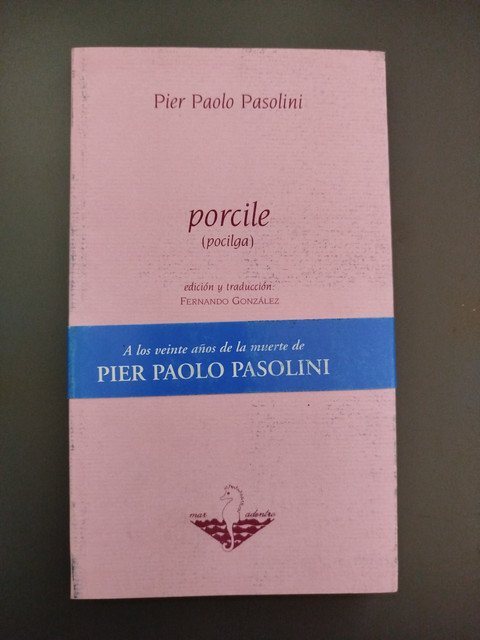 Pier Paolo Pasolini
porcile
(pocilga)
edición y traducción:
FERNANDO GONZÁLEZ
A los veinte años de la muerte de
PIER PAOLO PASOLINI
mar adentro